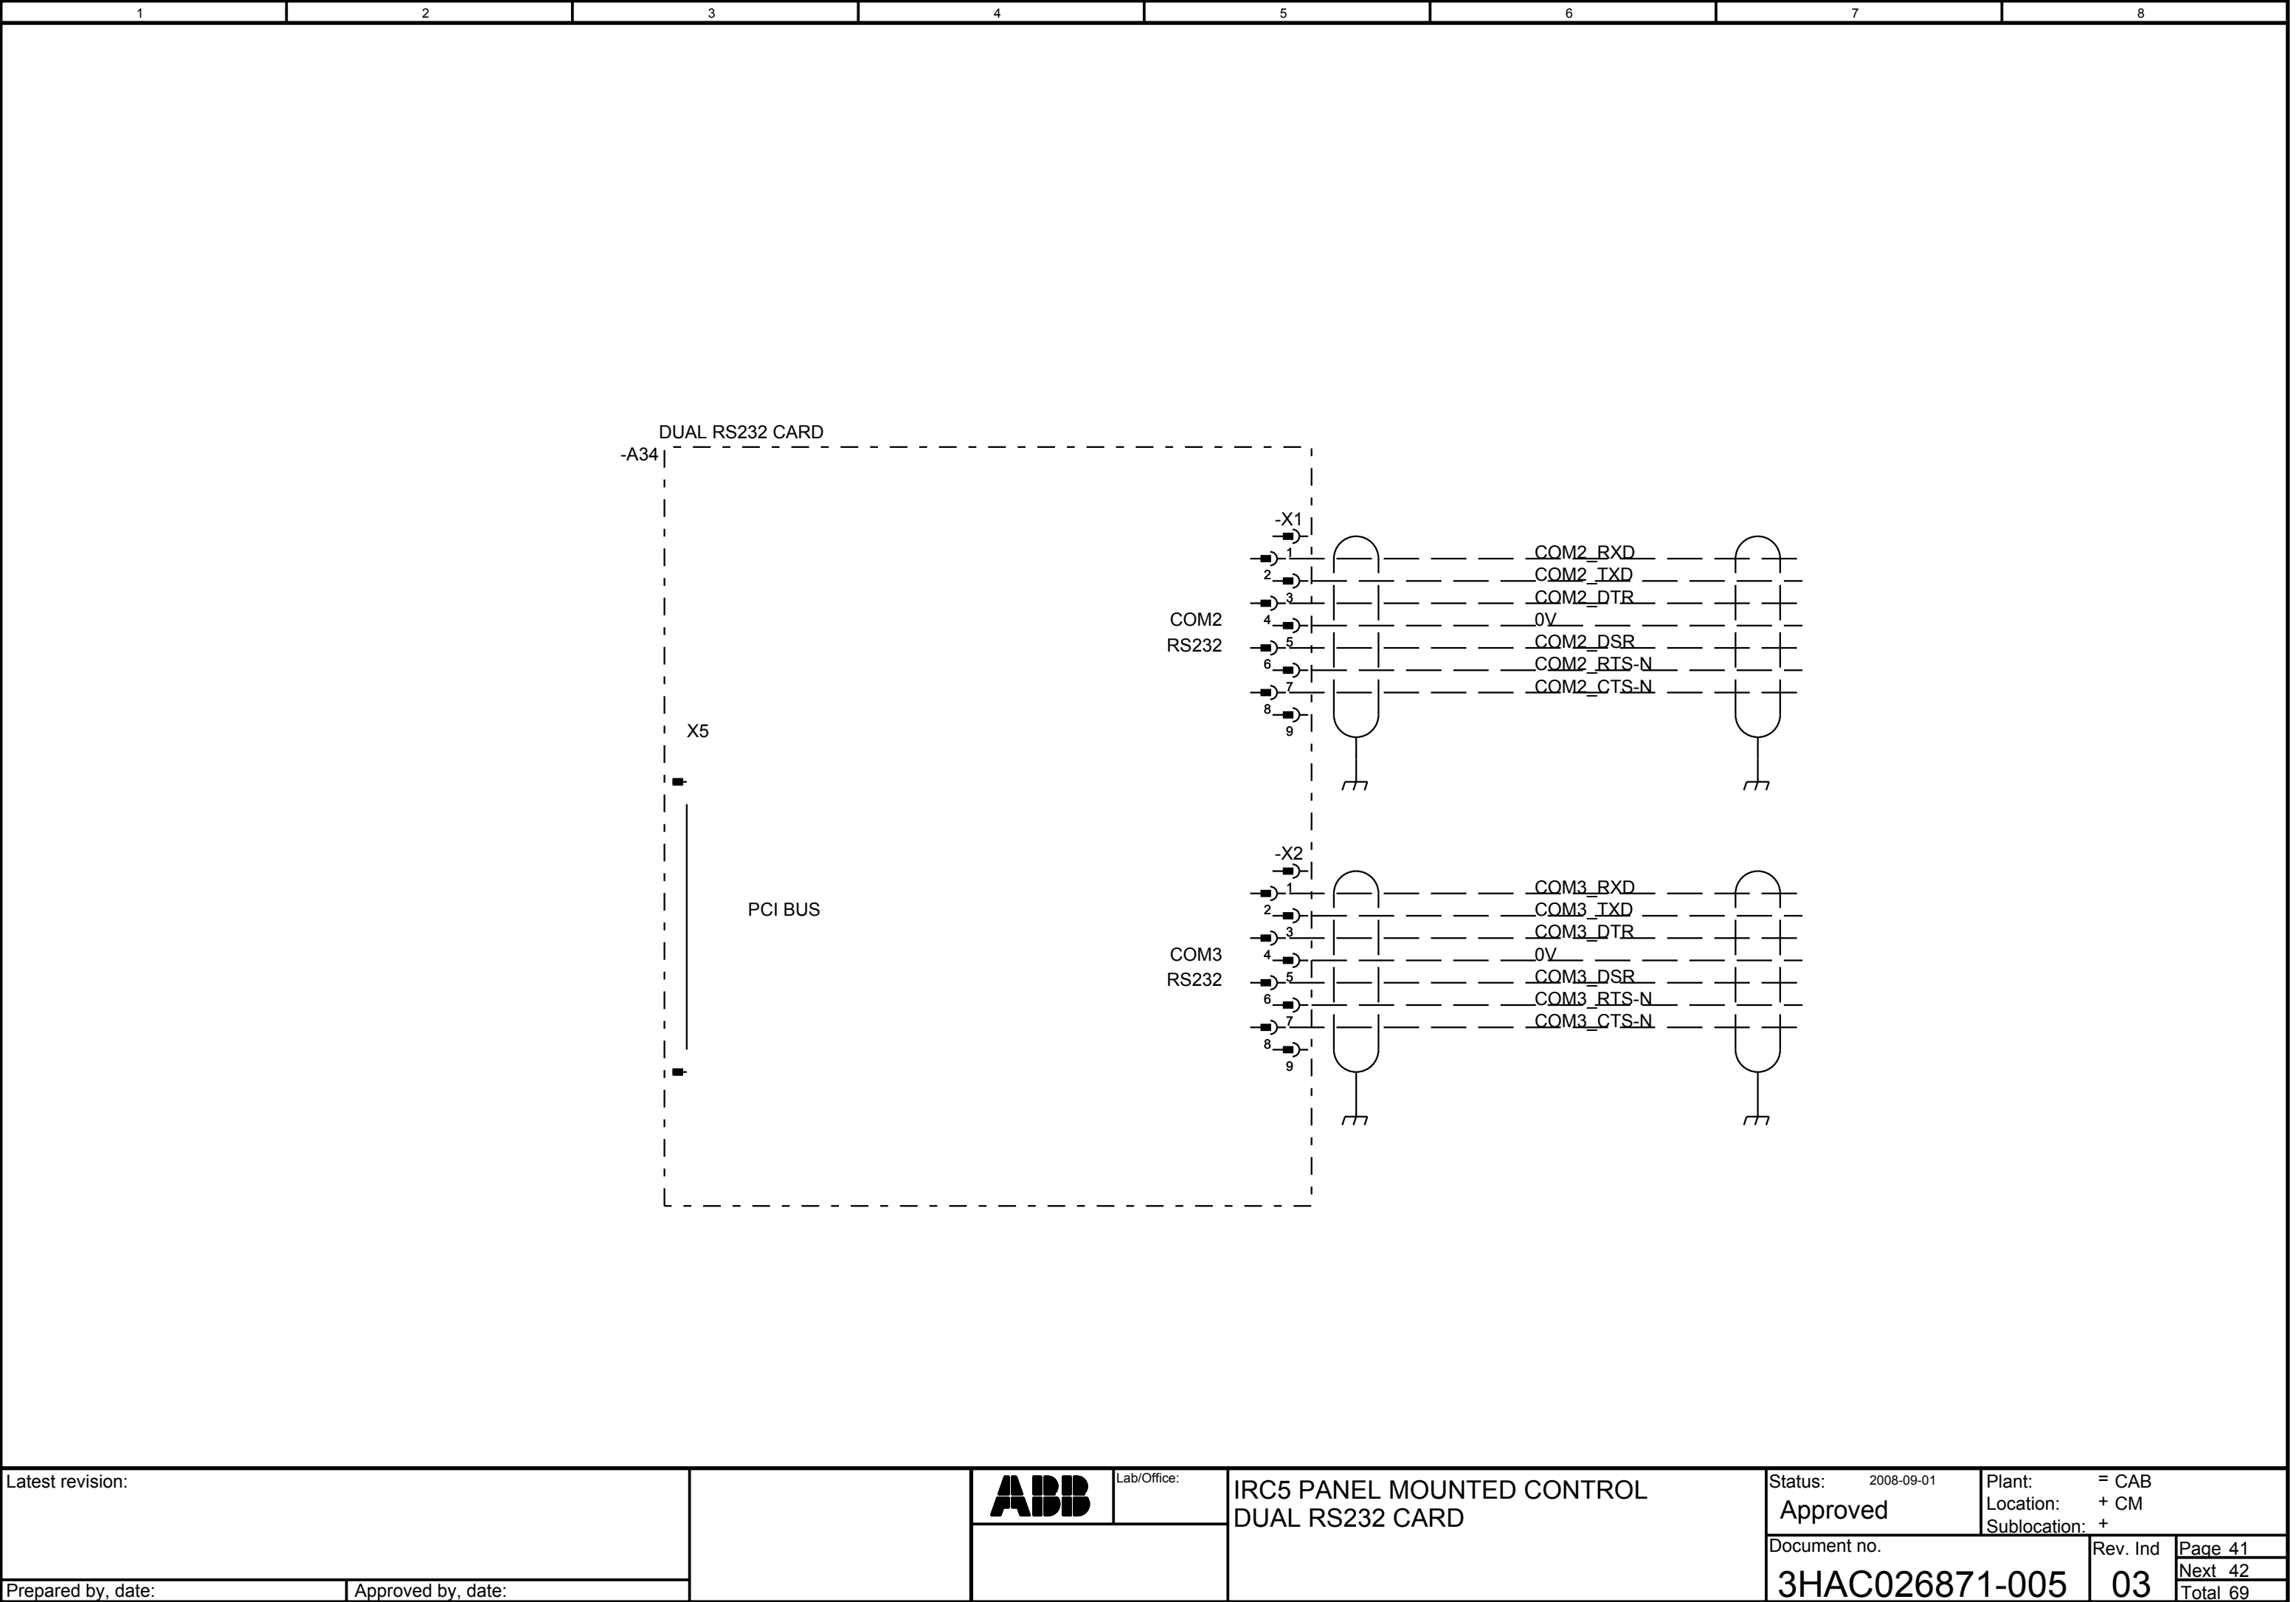 1 2 3 4 5 6 7 8
DUAL RS232 CARD
-A34
-X1
1 COM2_RXD
2 COM2_TXD
3 COM2_DTR
COM2 4 0V
RS232 5 COM2_DSR
6 COM2_RTS-N
7 COM2_CTS-N
8
9
X5
PCI BUS
-X2
1 COM3_RXD
2 COM3_TXD
3 COM3_DTR
COM3 4 0V
RS232 5 COM3_DSR
6 COM3_RTS-N
7 COM3_CTS-N
8
9
Latest revision:
Prepared by, date:
Approved by, date:
ABB
Lab/Office:
IRC5 PANEL MOUNTED CONTROL
DUAL RS232 CARD
Status: 2008-09-01
Approved
Plant: = CAB
Location: + CM
Sublocation: +
Document no.
3HAC026871-005
Rev. Ind
03
Page 41
Next 42
Total 69